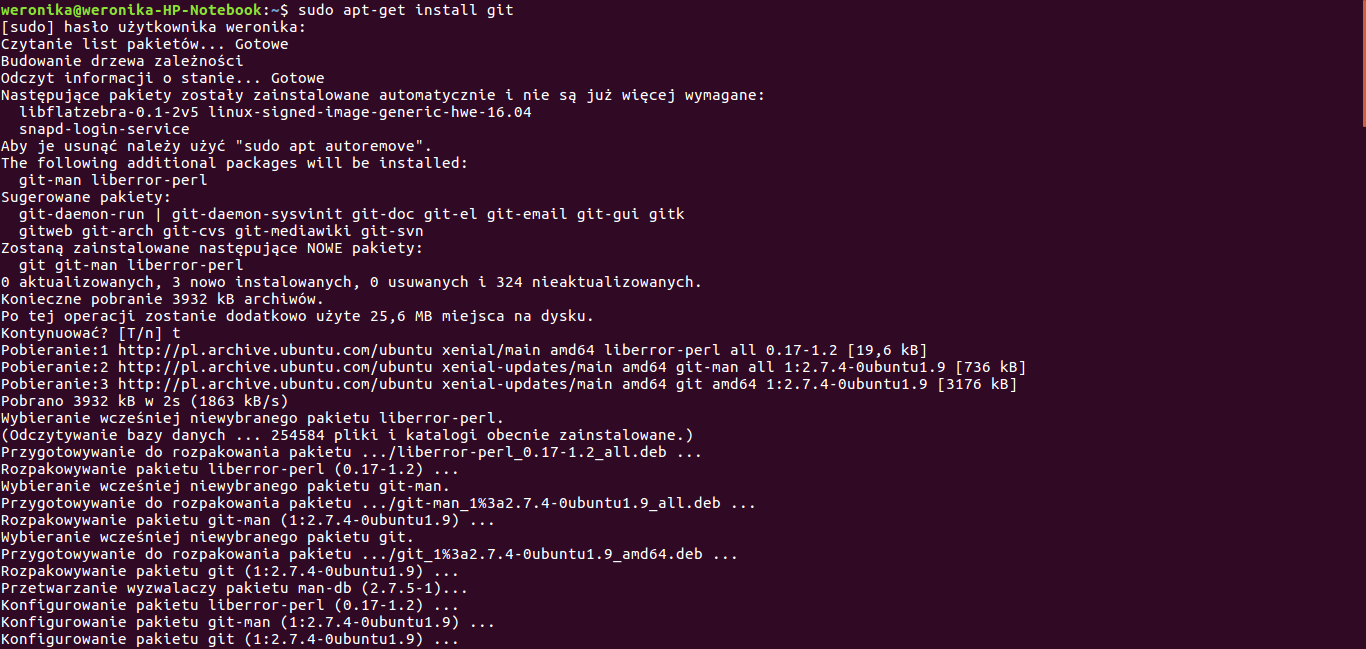 weronika@weronika-HP-Notebook:~$ sudo apt-get install git
[sudo] hasło użytkownika weronika:
Czytanie list pakietów... Gotowe
Budowanie drzewa zależności
Odczyt informacji o stanie... Gotowe
Następujące pakiety zostały zainstalowane automatycznie i nie są już więcej wymagane:
  libflatzebra-0.1-2v5 linux-signed-image-generic-hwe-16.04
  snapd-login-service
Aby je usunąć należy użyć "sudo apt autoremove".
The following additional packages will be installed:
  git-man liberror-perl
Sugerowane pakiety:
  git-daemon-run | git-daemon-sysvinit git-doc git-el git-email git-gui gitk
  gitweb git-arch git-cvs git-mediawiki git-svn
Zostaną zainstalowane następujące NOWE pakiety:
  git git-man liberror-perl
0 aktualizowanych, 3 nowo instalowanych, 0 usuwanych i 324 nieaktualizowanych.
Konieczne pobranie 3932 kB archiwów.
Po tej operacji zostanie dodatkowo użyte 25,6 MB miejsca na dysku.
Kontynuować? [T/n] t
Pobieranie:1 http://pl.archive.ubuntu.com/ubuntu xenial/main amd64 liberror-perl all 0.17-1.2 [19,6 kB]
Pobieranie:2 http://pl.archive.ubuntu.com/ubuntu xenial-updates/main amd64 git-man all 1:2.7.4-0ubuntu1.9 [736 kB]
Pobieranie:3 http://pl.archive.ubuntu.com/ubuntu xenial-updates/main amd64 git amd64 1:2.7.4-0ubuntu1.9 [3176 kB]
Pobrano 3932 kB w 2s (1863 kB/s)
Wybieranie wcześniej niewybranego pakietu liberror-perl.
(Odczytywanie bazy danych ... 254584 pliki i katalogi obecnie zainstalowane.)
Przygotowywanie do rozpakowania pakietu .../liberror-perl_0.17-1.2_all.deb ...
Rozpakowywanie pakietu liberror-perl (0.17-1.2) ...
Wybieranie wcześniej niewybranego pakietu git-man.
Przygotowywanie do rozpakowania pakietu .../git-man_1%3a2.7.4-0ubuntu1.9_all.deb ...
Rozpakowywanie pakietu git-man (1:2.7.4-0ubuntu1.9) ...
Wybieranie wcześniej niewybranego pakietu git.
Przygotowywanie do rozpakowania pakietu .../git_1%3a2.7.4-0ubuntu1.9_amd64.deb ...
Rozpakowywanie pakietu git (1:2.7.4-0ubuntu1.9) ...
Przetwarzanie wyzwalaczy pakietu man-db (2.7.5-1)...
Konfigurowanie pakietu liberror-perl (0.17-1.2) ...
Konfigurowanie pakietu git-man (1:2.7.4-0ubuntu1.9) ...
Konfigurowanie pakietu git (1:2.7.4-0ubuntu1.9) ...